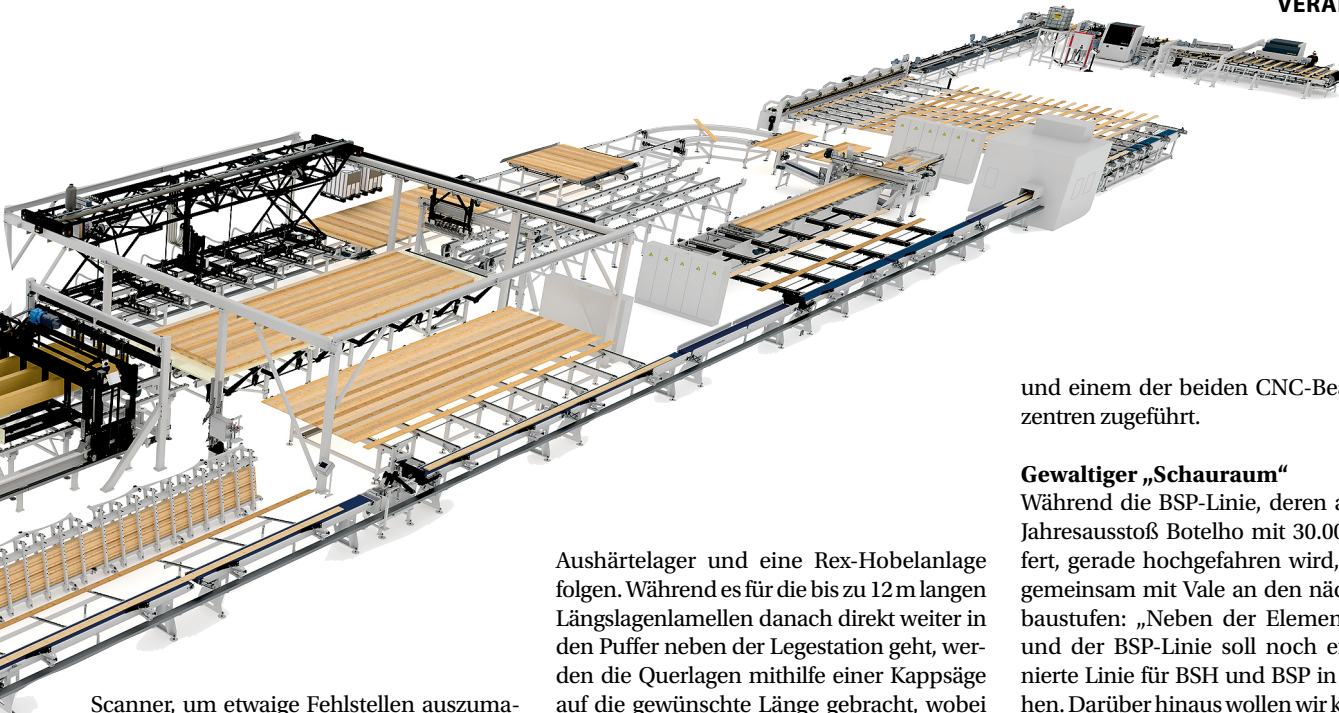 VERA
Scanner, um etwaige Fehlstellen auszuma-
Aushärtelager und eine Rex-Hobelanlage
folgen. Während es für die bis zu 12 m langen
Längslagenlamellen danach direkt weiter in
den Puffer neben der Legestation geht, wer-
den die Querlagen mithilfe einer Kappsäge
auf die gewünschte Länge gebracht, wobei
und einem der beiden CNC-Bea
zentren zugeführt.
Gewaltiger „Schauraum“
Während die BSP-Linie, deren a
Jahresausstoß Botelho mit 30.00
fert, gerade hochgefahren wird,
gemeinsam mit Vale an den näc
baustufen: „Neben der Elemen
und der BSP-Linie soll noch e
nierte Linie für BSH und BSP in
hen. Darüber hinaus wollen wir k